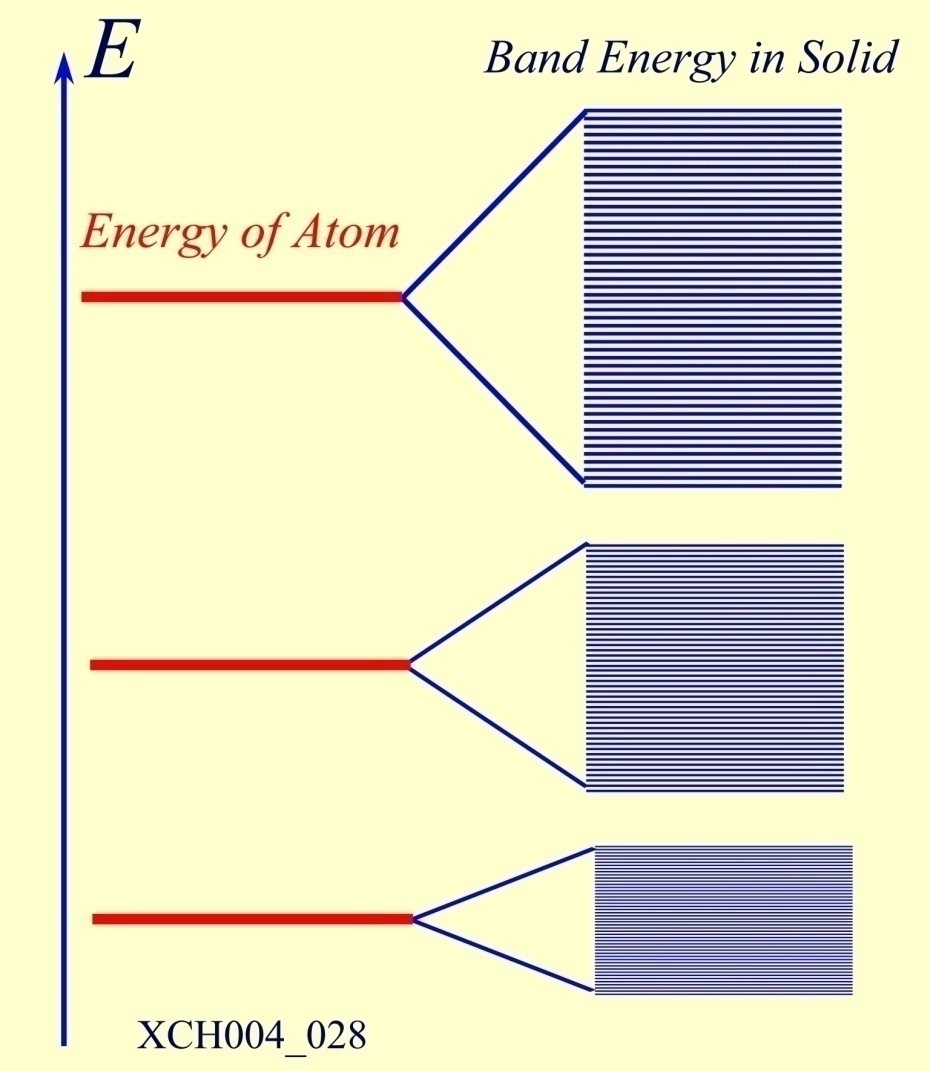 E
Band Energy in Solid
Energy of Atom
XCH004_028